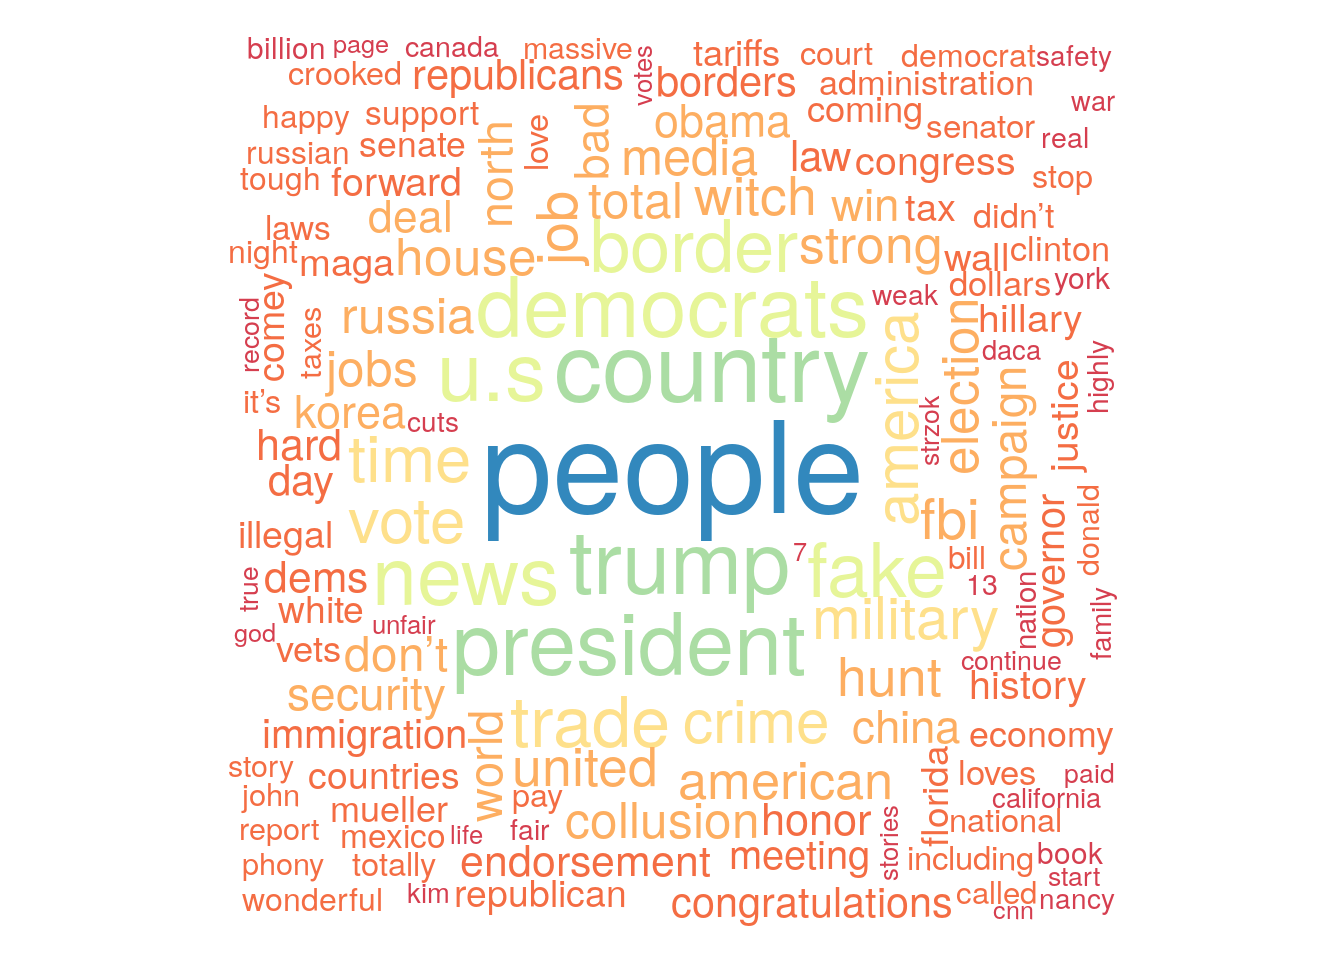 billion page canada massive votes tariffs court democrat safety
crooked republicans borders administration
war
happy support love bad obama coming senator real
russian senate north media law congress
tough forward stop
deal job total witch win tax didn’t
laws
night maga house border strong wall clinton
record comey taxes russia democrats weak dollars york
america election hillary
jobs u.s country daca highly
it’s korea cuts strzok campaign justice
hard time people
day
illegal vote fbi governor donald
true dems news trump 7 fake bill 13
white military nation family
god vets unfair don’t president continue
security hunt history
immigration world trade crime china economy
story countries united american florida loves paid
john mueller pay california
report mexico life fair collusion honor stories national
phony totally endorsement meeting including book
start
wonderful kim republican congratulations called cnn nancy